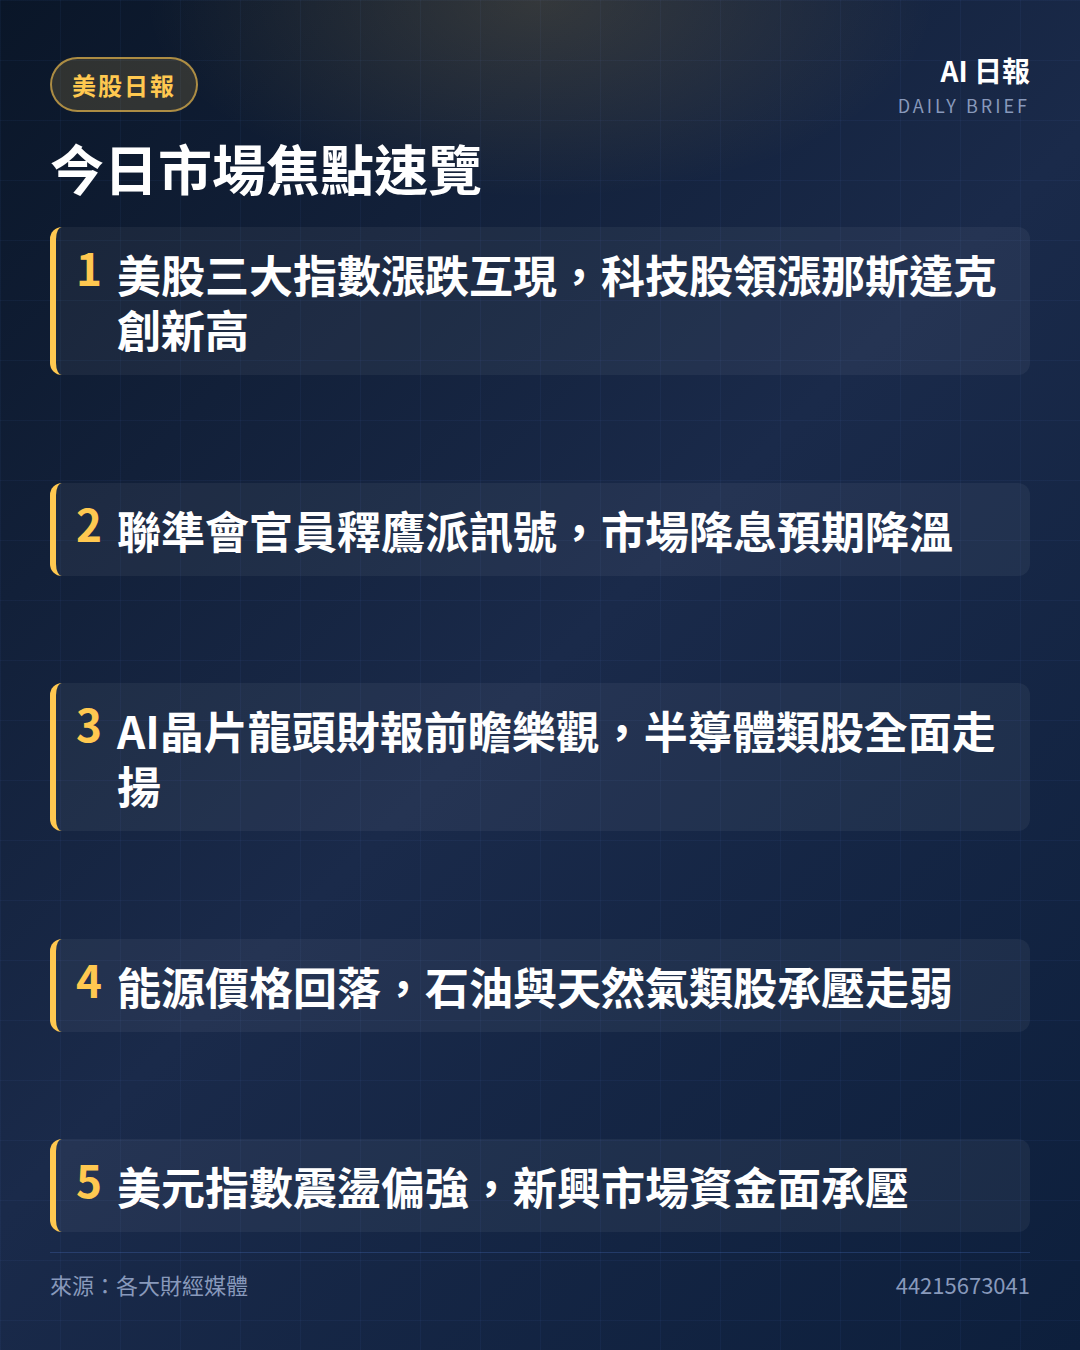 美股日報
AI 日報
DAILY BRIEF
今日市場焦點速覽
1 美股三大指數漲跌互現，科技股領漲那斯達克
創新高
2 聯準會官員釋鷹派訊號，市場降息預期降溫
3 AI晶片龍頭財報前瞻樂觀，半導體類股全面走
揚
4 能源價格回落，石油與天然氣類股承壓走弱
5 美元指數震盪偏強，新興市場資金面承壓
來源：各大財經媒體
44215673041